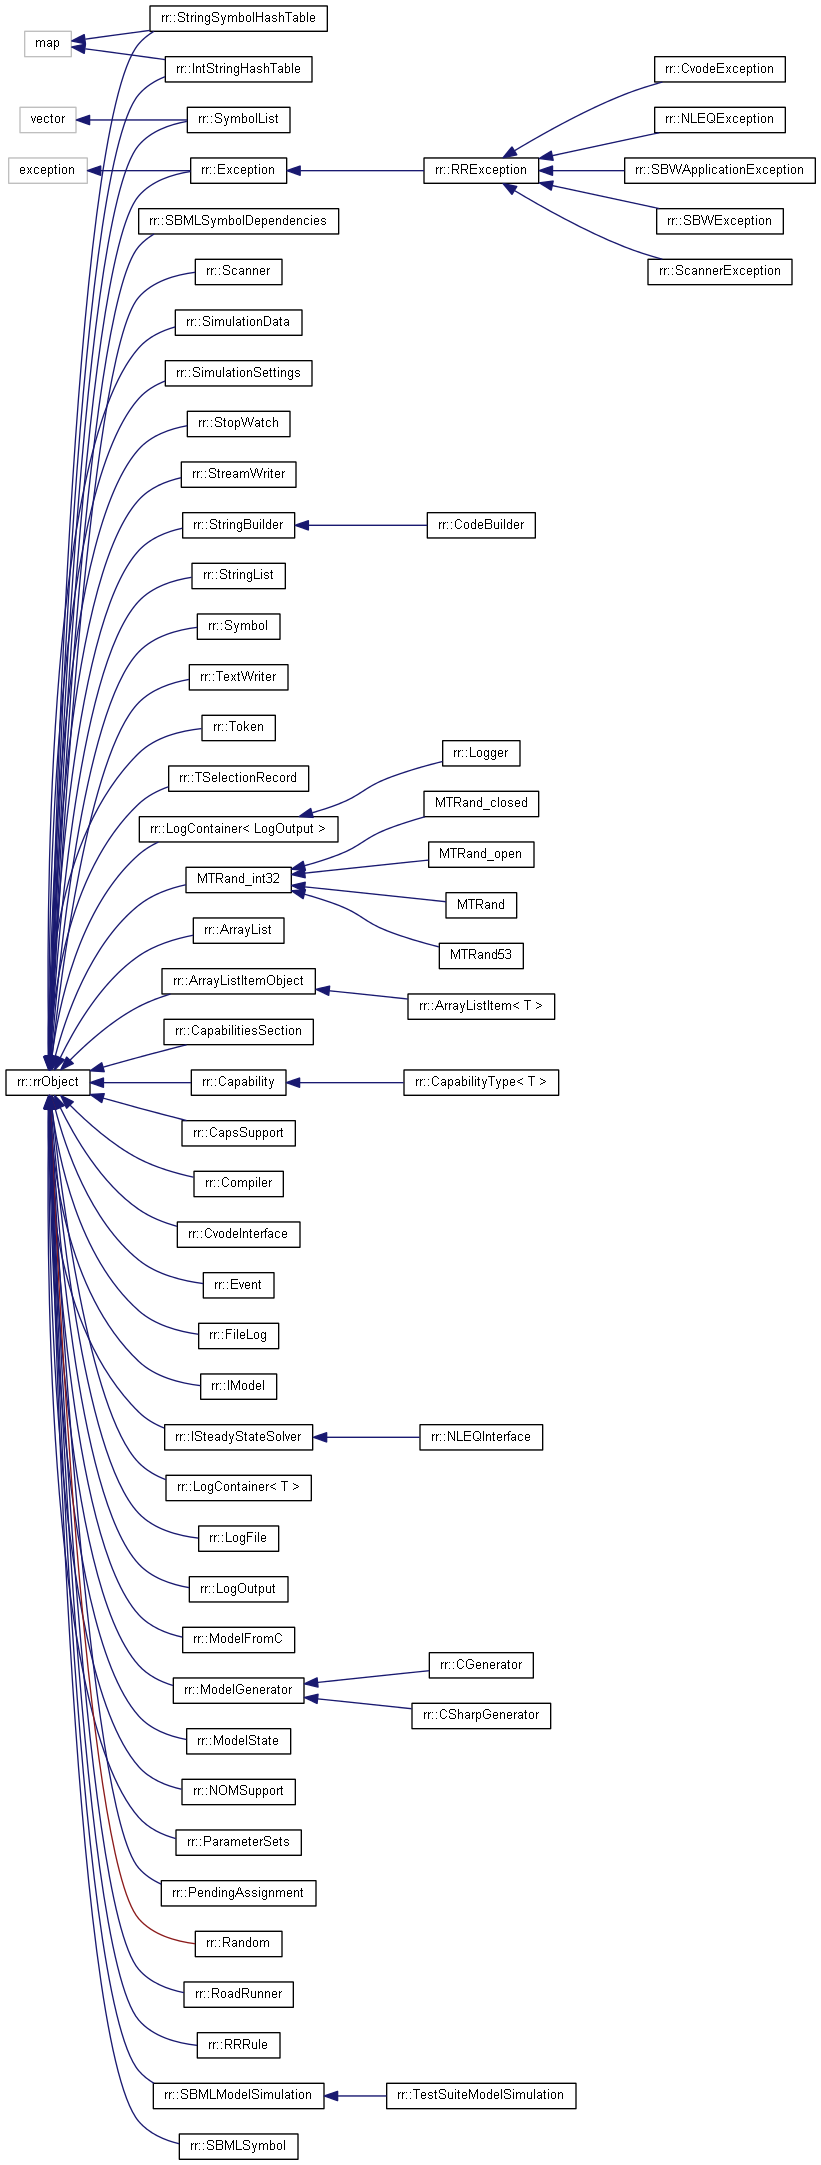 rr::StringSymbolHashTable
map
rr::IntStringHashTable
rr::CvodeException
vector
rr::SymbolList
rr::NLEQException
exception
rr::Exception
rr::RRException
rr::SBWApplicationException
rr::SBMLSymbolDependencies
rr::SBWException
rr::Scanner
rr::ScannerException
rr::SimulationData
rr::SimulationSettings
rr::StopWatch
rr::StreamWriter
rr::StringBuilder
rr::CodeBuilder
rr::StringList
rr::Symbol
rr::TextWriter
rr::Token
rr::Logger
rr::TSelectionRecord
MTRand_closed
rr::LogContainer< LogOutput >
MTRand_open
MTRand_int32
MTRand
rr::ArrayList
MTRand53
rr::ArrayListItemObject
rr::ArrayListItem< T >
rr::CapabilitiesSection
rr::rrObject
rr::Capability
rr::CapabilityType< T >
rr::CapsSupport
rr::Compiler
rr::CvodeInterface
rr::Event
rr::FileLog
rr::IModel
rr::ISteadyStateSolver
rr::NLEQInterface
rr::LogContainer< T >
rr::LogFile
rr::LogOutput
rr::ModelFromC
rr::CGenerator
rr::ModelGenerator
rr::CSharpGenerator
rr::ModelState
rr::NOMSupport
rr::ParameterSets
rr::PendingAssignment
rr::Random
rr::RoadRunner
rr::RRRule
rr::SBMLModelSimulation
rr::TestSuiteModelSimulation
rr::SBMLSymbol